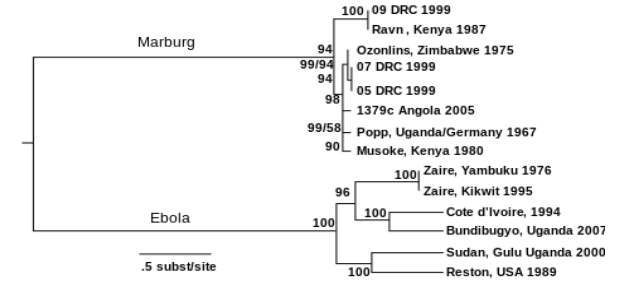 100 09 DRC 1999
Ravn , Kenya 1987
Marburg
94 Ozonlins, Zimbabwe 1975
99/94 07 DRC 1999
94
05 DRC 1999
98
1379c Angola 2005
99/58 Popp, Uganda/Germany 1967
90 Musoke, Kenya 1980
100 Zaire, Yambuku 1976
96 Zaire, Kikwit 1995
Ebola
100 100 Cote d'Ivoire, 1994
Bundibugyo, Uganda 2007
Sudan, Gulu Uganda 2000
.5 subst/site
100 Reston, USA 1989